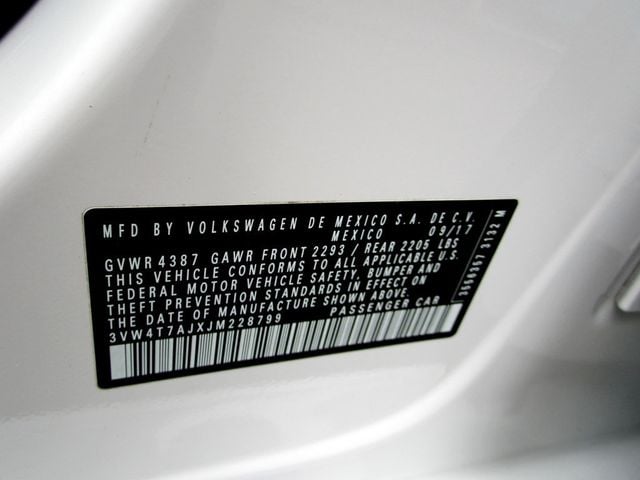 MFD BY VOLKSWAGEN DE MEXICO S.A. DE C.V.
MEXICO 09/17
GVWR 4387 GAWR FRONT 2293 / REAR 2205 LBS
THIS VEHICLE CONFORMS TO ALL APPLICABLE U.S.
FEDERAL MOTOR VEHICLE SAFETY, BUMPER AND
THEFT PREVENTION STANDARDS IN EFFECT ON
THE DATE OF MANUFACTURE SHOWN ABOVE.
3VW4T7AJXJM228799 PASSENGER CAR
3132 M